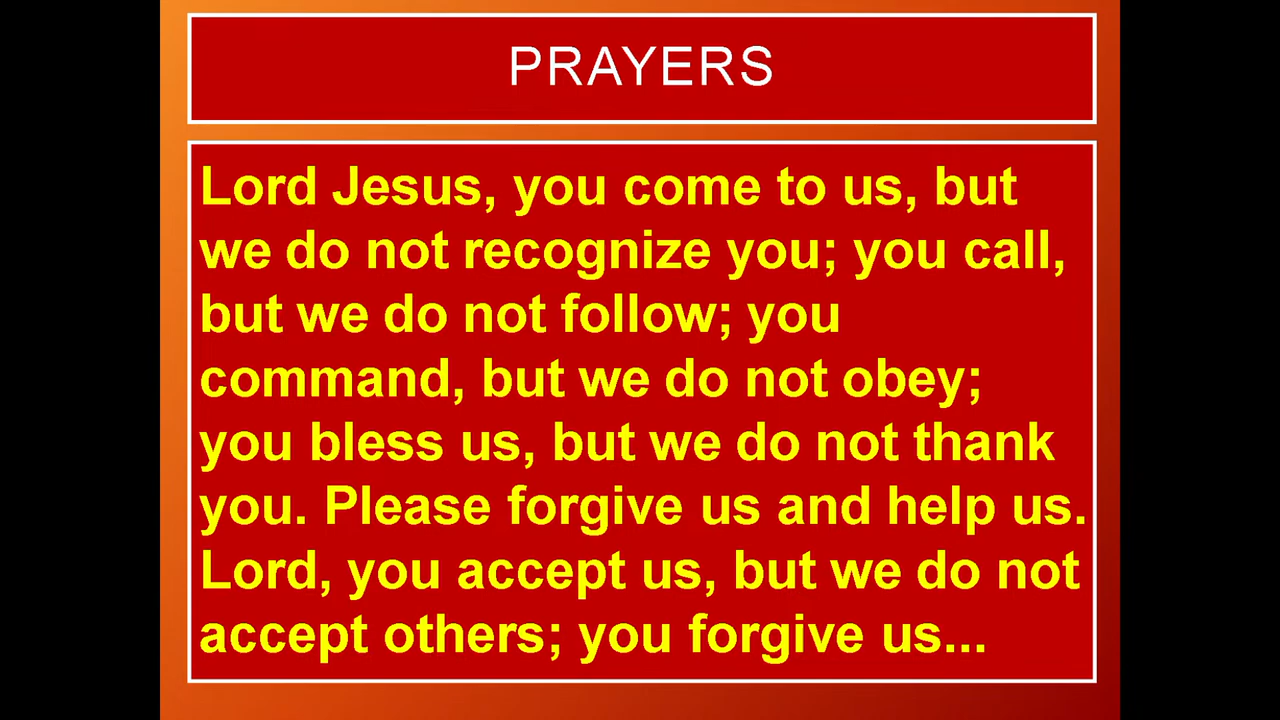 PRAYERS
Lord Jesus, you come to us, but
we do not recognize you; you call,
but we do not follow; you
command, but we do not obey;
you bless us, but we do not thank
you. Please forgive us and help us.
Lord, you accept us, but we do not
accept others; you forgive us...